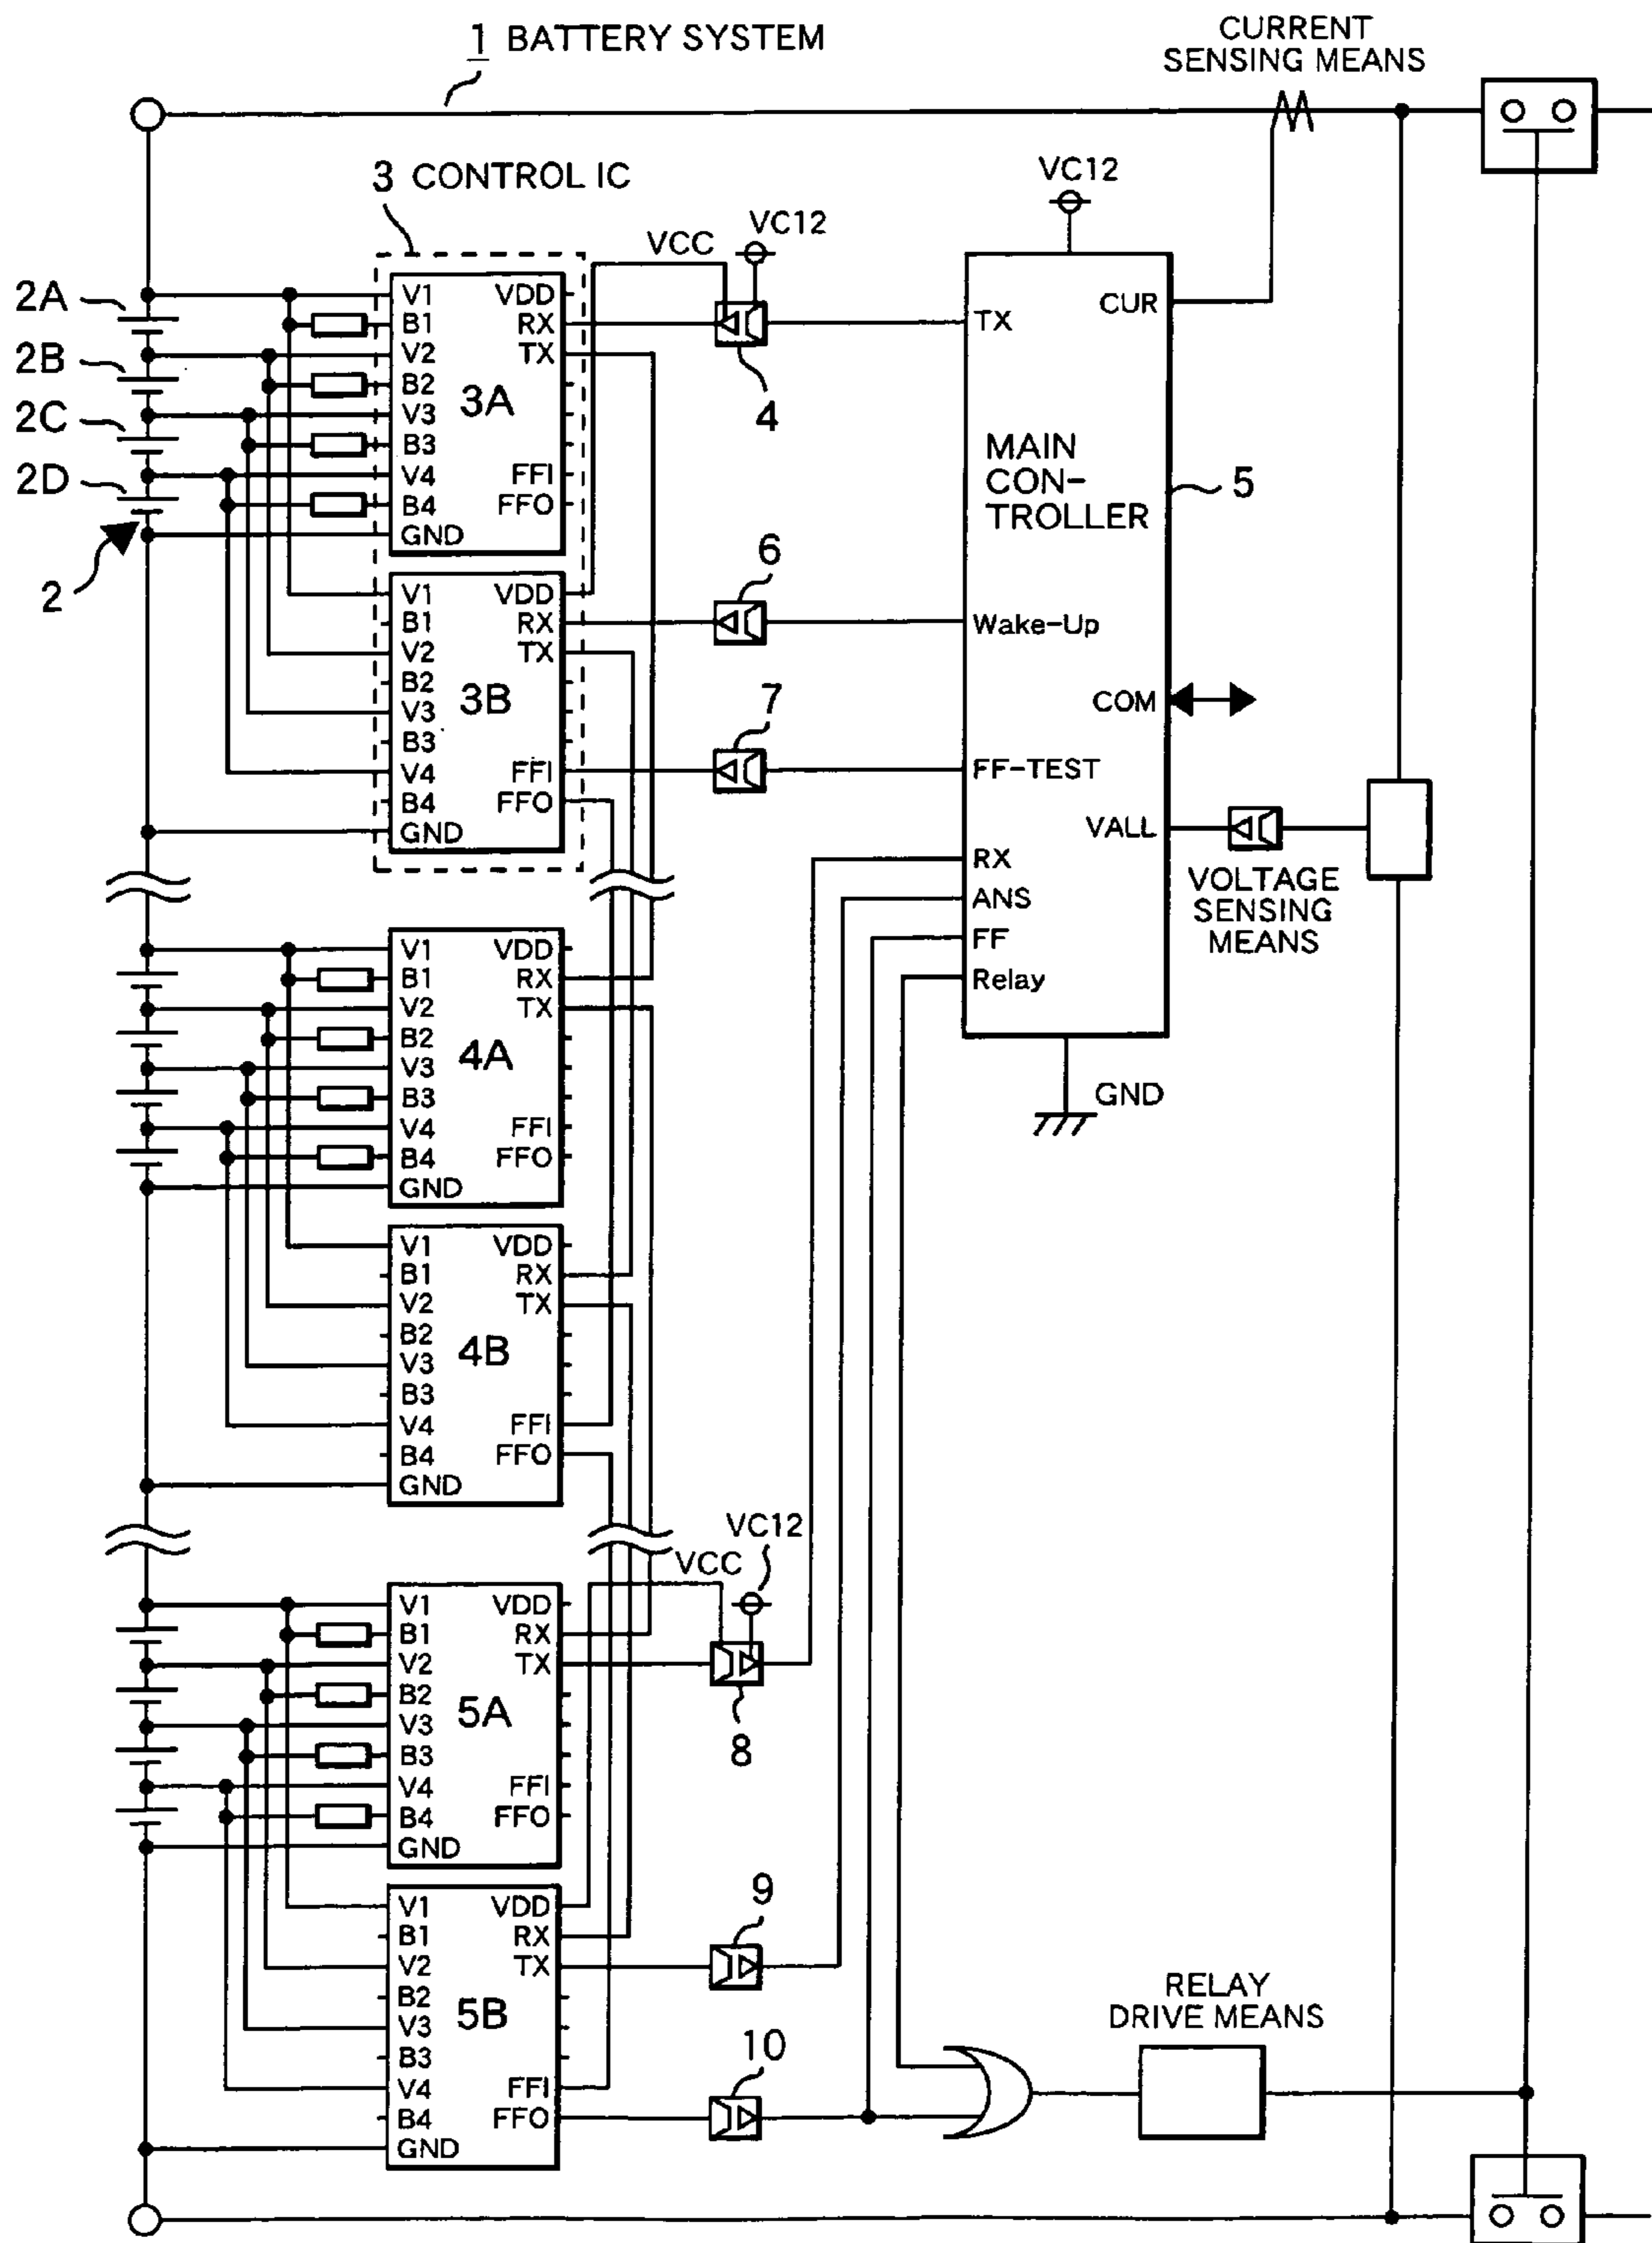 1 BATTERY SYSTEM
CURRENT
SENSING MEANS
3 CONTROL IC
VC12
VCC
VC12
2A
2B
2C
2D
2
V1 VDD
B1 RX
V2 TX
B2
V3
B3
V4 FFI
B4 FFO
GND
3A
4
TX
CUR
MAIN
CON-
TROLLER
5
V1 VDD
B1 RX
V2 TX
B2
V3
B3
V4 FFI
B4 FFO
GND
3B
6
Wake-Up
7
COM
FF-TEST
VALL
RX
ANS
FF
Relay
VOLTAGE
SENSING
MEANS
GND
V1 VDD
B1 RX
V2 TX
B2
V3
B3
V4 FFI
B4 FFO
GND
4A
V1 VDD
B1 RX
V2 TX
B2
V3
B3
V4 FFI
B4 FFO
GND
4B
VC12
VCC
V1 VDD
B1 RX
V2 TX
B2
V3
B3
V4 FFI
B4 FFO
GND
5A
8
V1 VDD
B1 RX
V2 TX
B2
V3
B3
V4 FFI
B4 FFO
GND
5B
9
10
RELAY
DRIVE MEANS